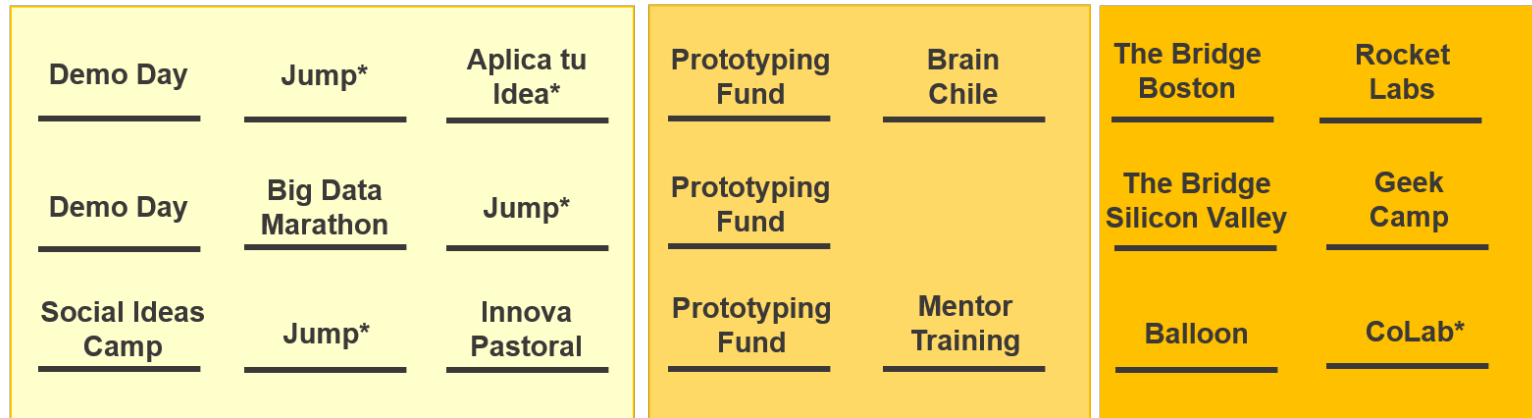 Demo Day
Jump*
Aplica tu
Idea*
Demo Day
Big Data
Marathon
Jump*
Social Ideas
Camp
Jump*
Innova
Pastoral
Prototyping
Fund
Brain
Chile
Prototyping
Fund
Prototyping
Fund
Mentor
Training
The Bridge
Boston
Rocket
Labs
The Bridge
Silicon Valley
Geek
Camp
Balloon
CoLab*